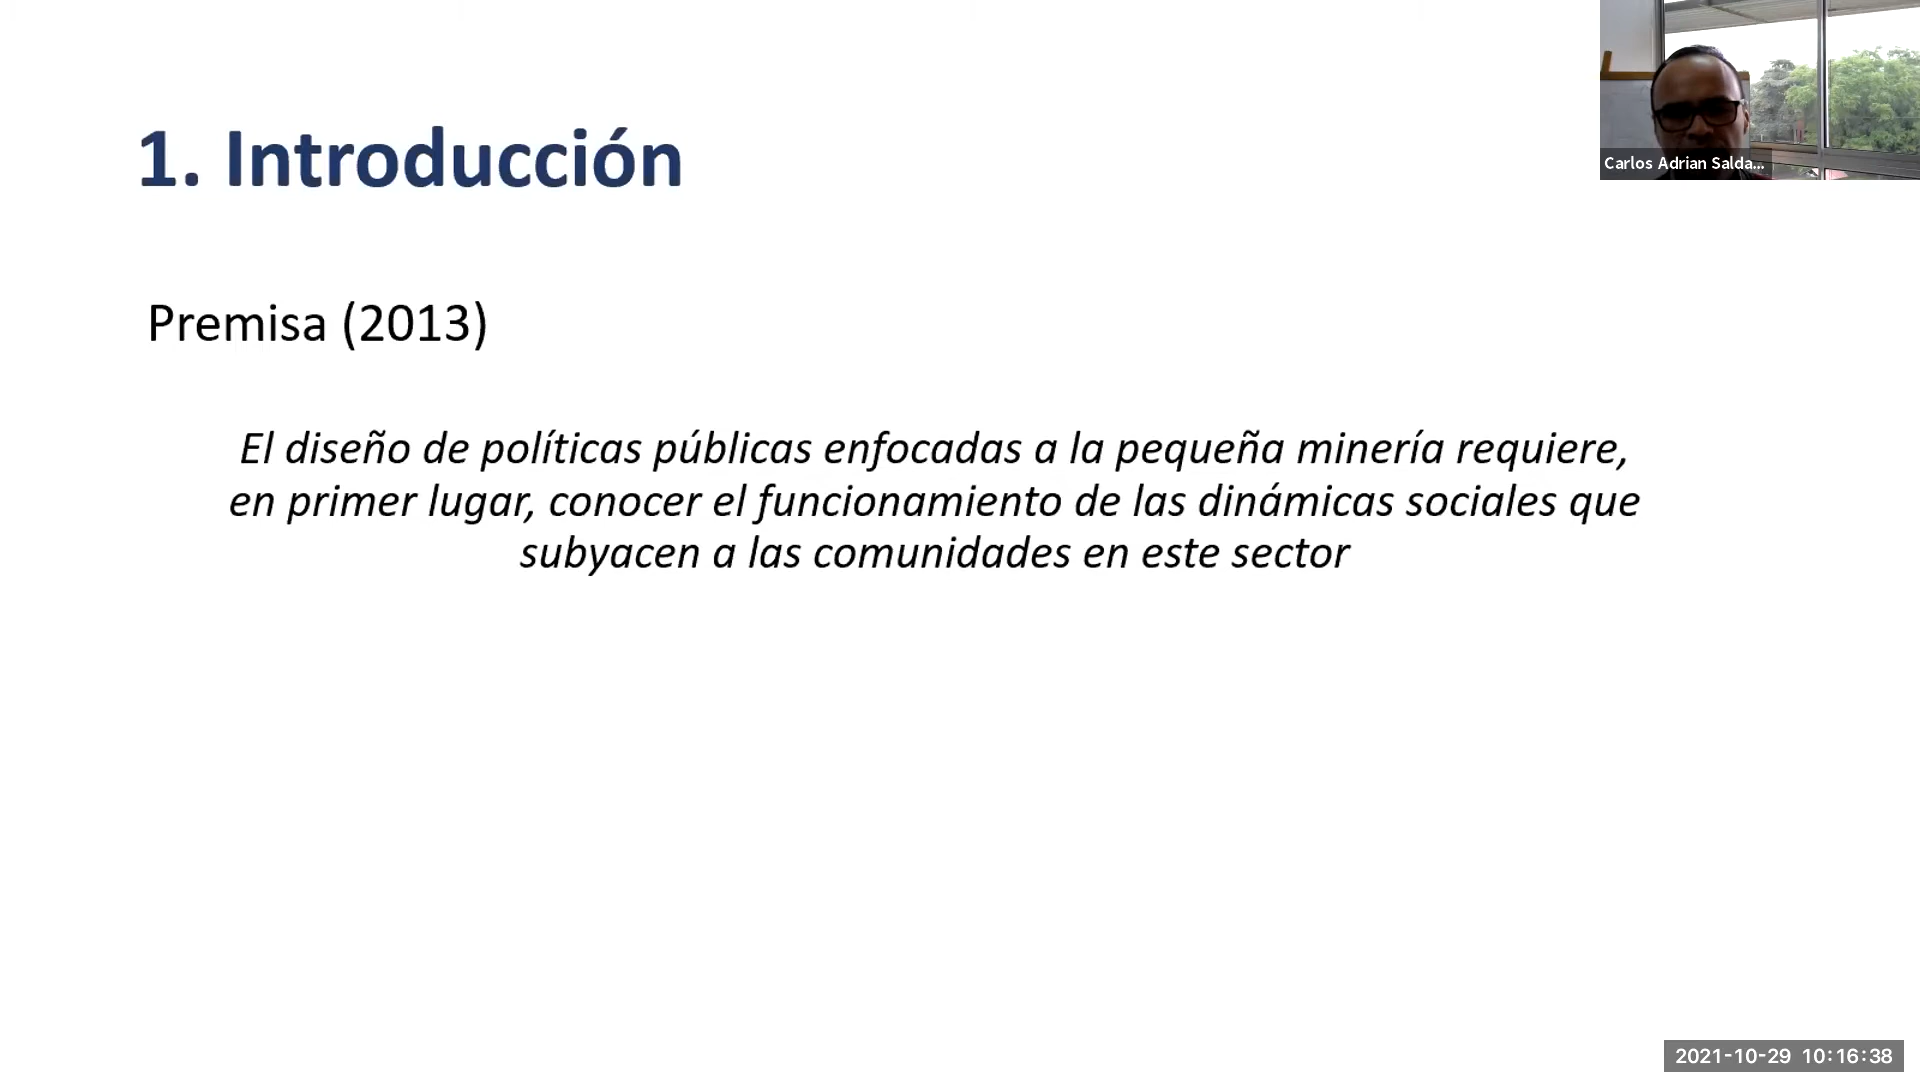 1. Introducción
Carlos Adrian Salda...
Premisa (2013)
El diseño de políticas públicas enfocadas a la pequeña minería requiere,
en primer lugar, conocer el funcionamiento de las dinámicas sociales que
subyacen a las comunidades en este sector
2021-10-29 10:16:38